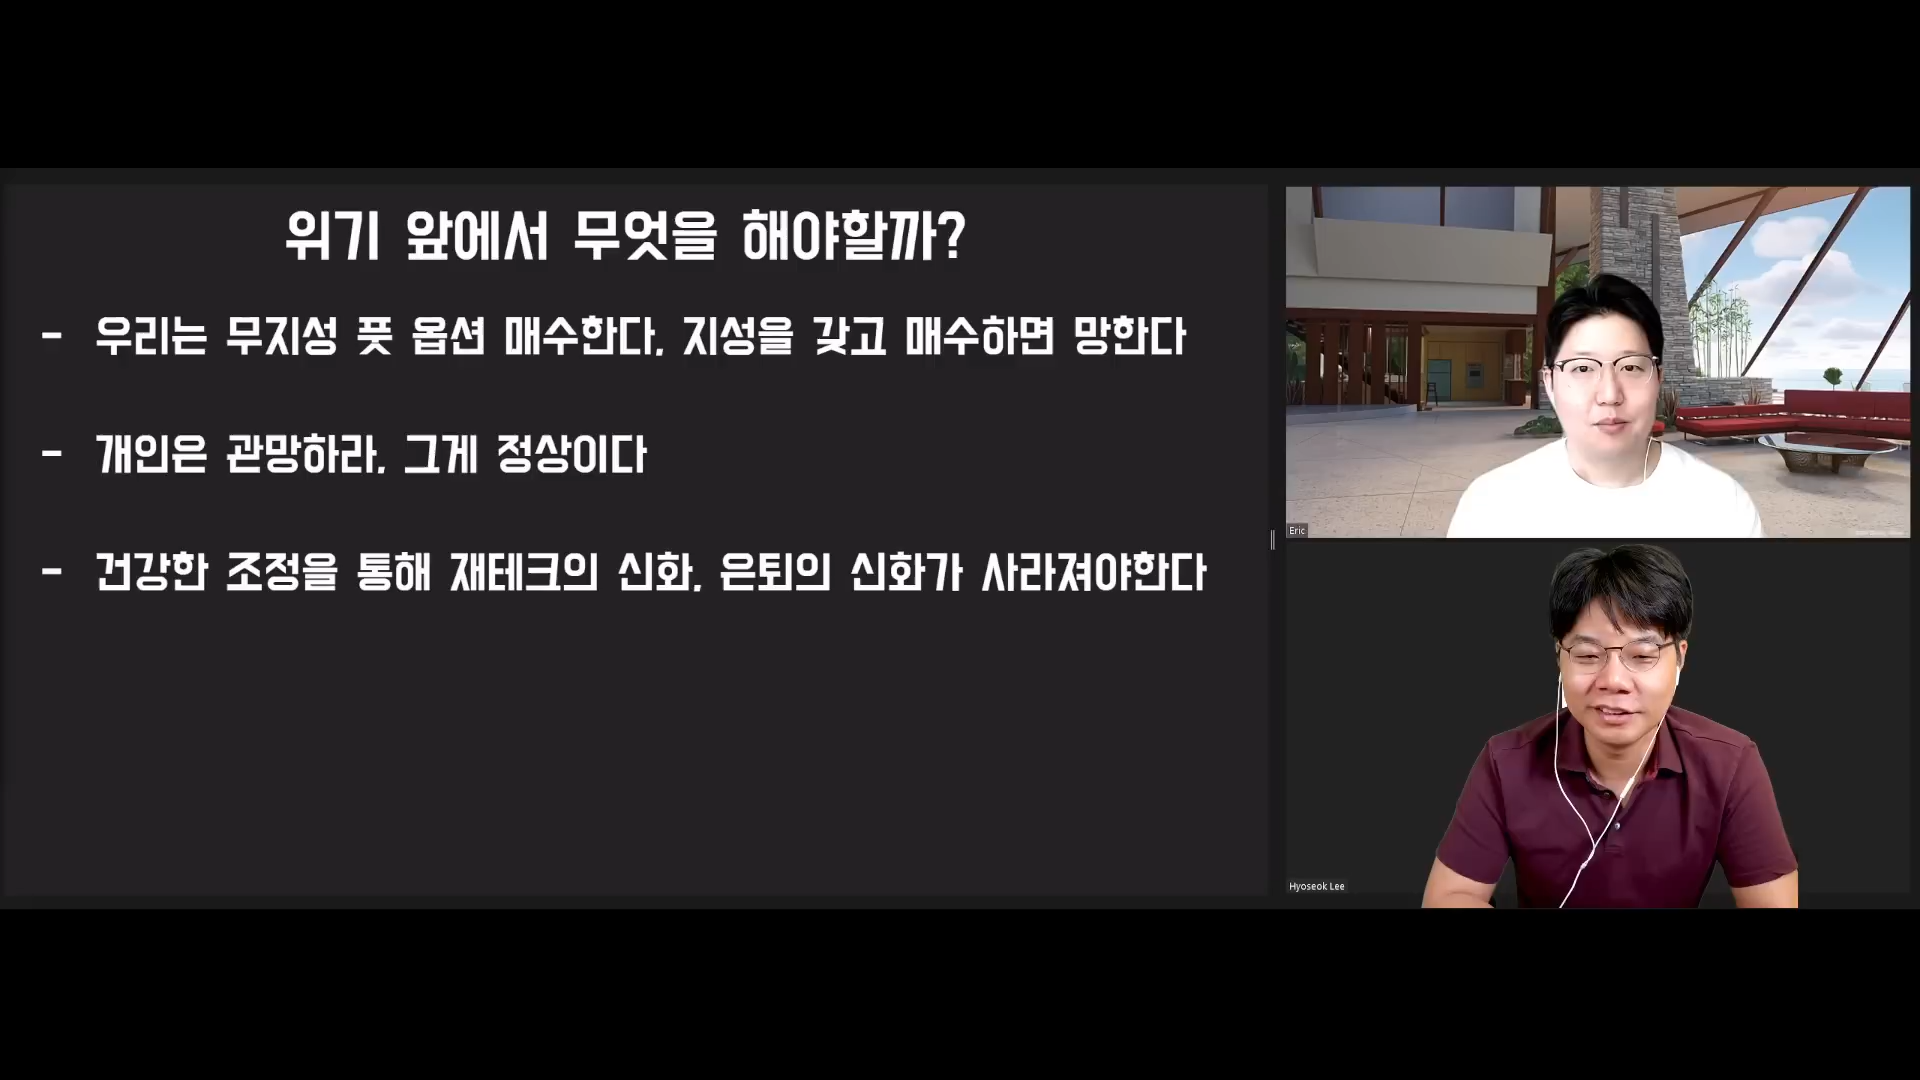 위기 앞에서 무엇을 해야할까?
- 우리는 무지성 풋 옵션 매수한다, 지성을 갖고 매수하면 망한다
- 개인은 관망하라, 그게 정상이다
- 건강한 조정을 통해 재테크의 신화, 은퇴의 신화가 사라져야한다
Eric
Hyoseok Lee